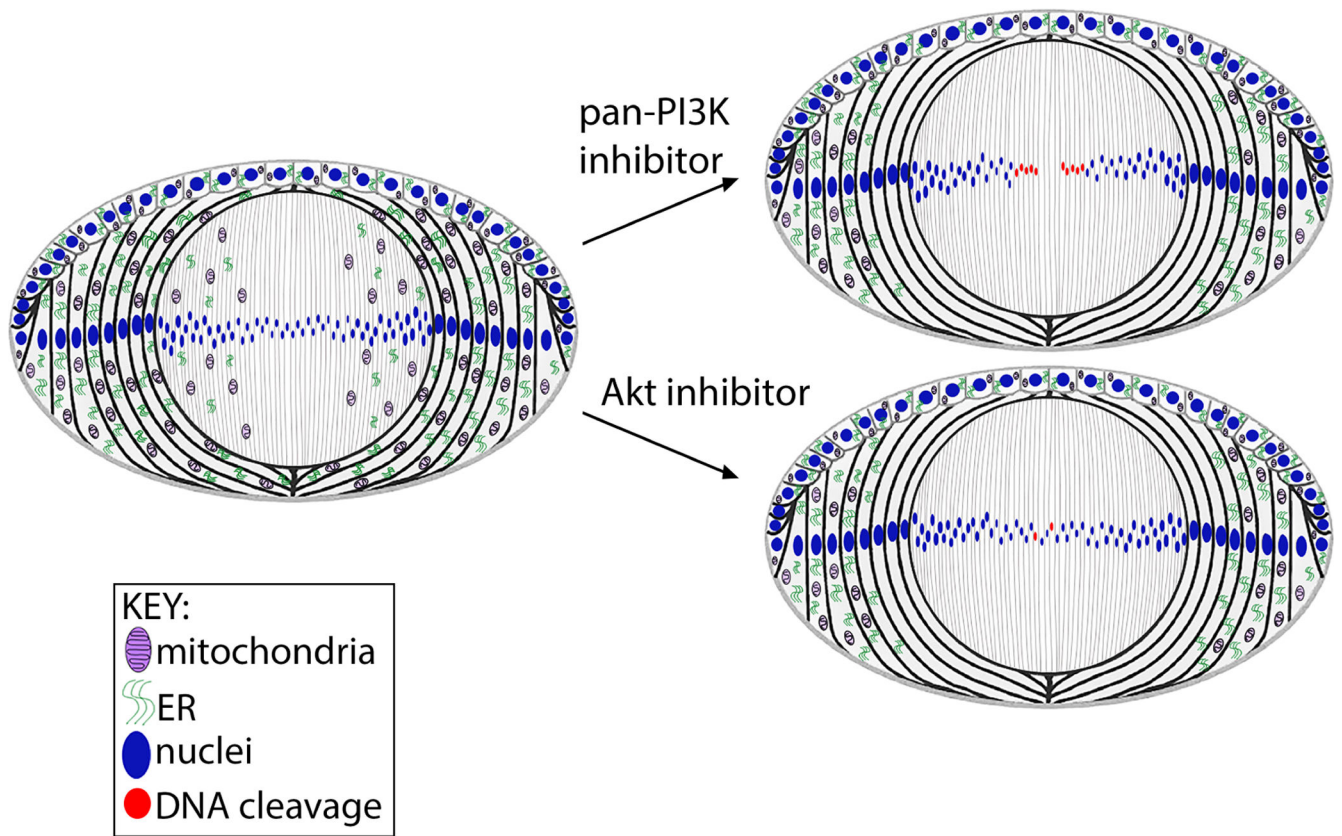 pan-PI3K
inhibitor
Akt inhibitor
KEY:
mitochondria
ER
nuclei
DNA cleavage